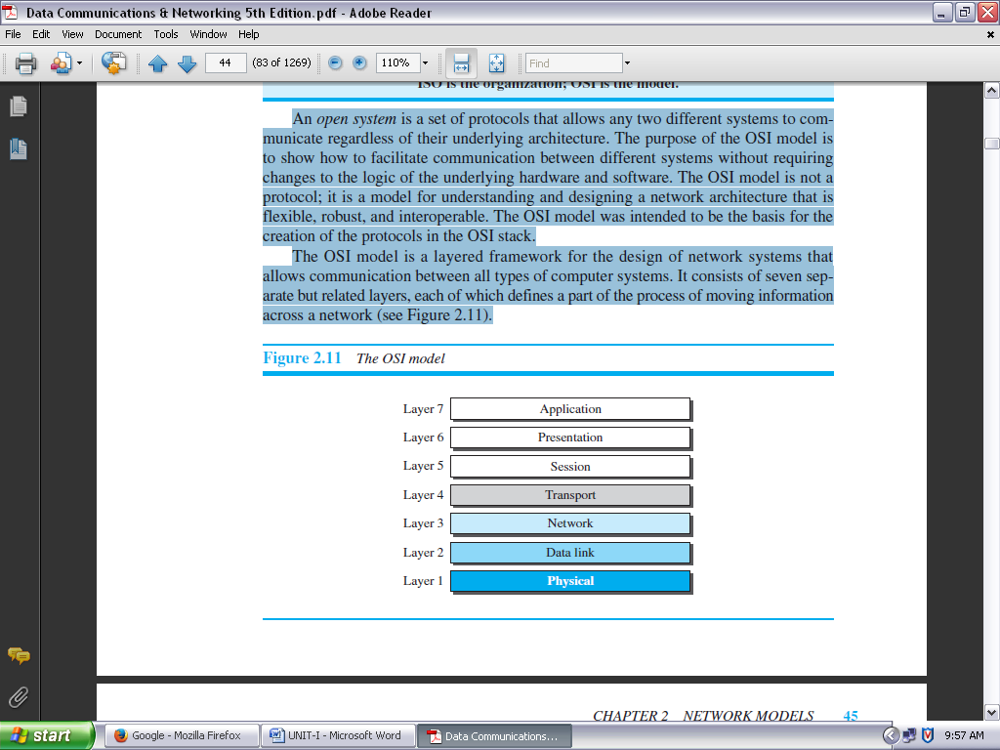 Data Communications & Networking 5th Edition.pdf - Adobe Reader
File Edit View Document Tools Window Help
44 (83 of 1269) 110% Find
ISO is the organization; OSI is the model.
An open system is a set of protocols that allows any two different systems to com-
municate regardless of their underlying architecture. The purpose of the OSI model is
to show how to facilitate communication between different systems without requiring
changes to the logic of the underlying hardware and software. The OSI model is not a
protocol; it is a model for understanding and designing a network architecture that is
flexible, robust, and interoperable. The OSI model was intended to be the basis for the
creation of the protocols in the OSI stack.
The OSI model is a layered framework for the design of network systems that
allows communication between all types of computer systems. It consists of seven sep-
arate but related layers, each of which defines a part of the process of moving information
across a network (see Figure 2.11).
Figure 2.11 The OSI model
Layer 7 Application
Layer 6 Presentation
Layer 5 Session
Layer 4 Transport
Layer 3 Network
Layer 2 Data link
Layer 1 Physical
CHAPTER 2 NETWORK MODELS 45
start Google - Mozilla Firefox UNIT-I - Microsoft Word Data Communications... 9:57 AM